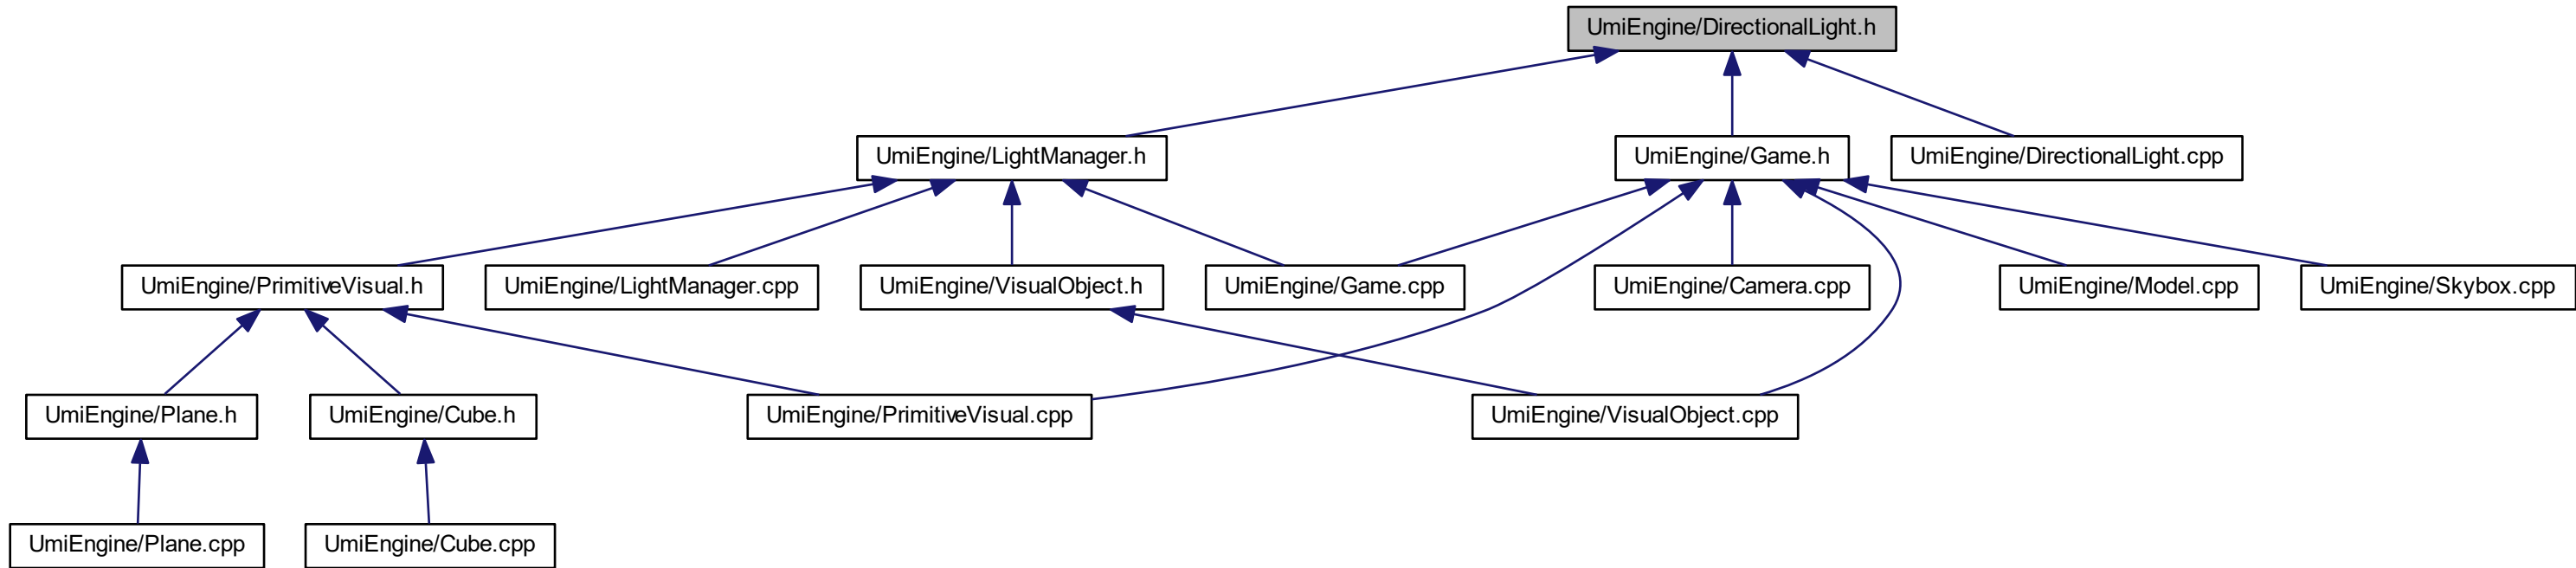 UmiEngine/DirectionalLight.h
UmiEngine/LightManager.h
UmiEngine/Game.h
UmiEngine/DirectionalLight.cpp
UmiEngine/PrimitiveVisual.h
UmiEngine/LightManager.cpp
UmiEngine/VisualObject.h
UmiEngine/Game.cpp
UmiEngine/Camera.cpp
UmiEngine/Model.cpp
UmiEngine/Skybox.cpp
UmiEngine/Plane.h
UmiEngine/Cube.h
UmiEngine/PrimitiveVisual.cpp
UmiEngine/VisualObject.cpp
UmiEngine/Plane.cpp
UmiEngine/Cube.cpp